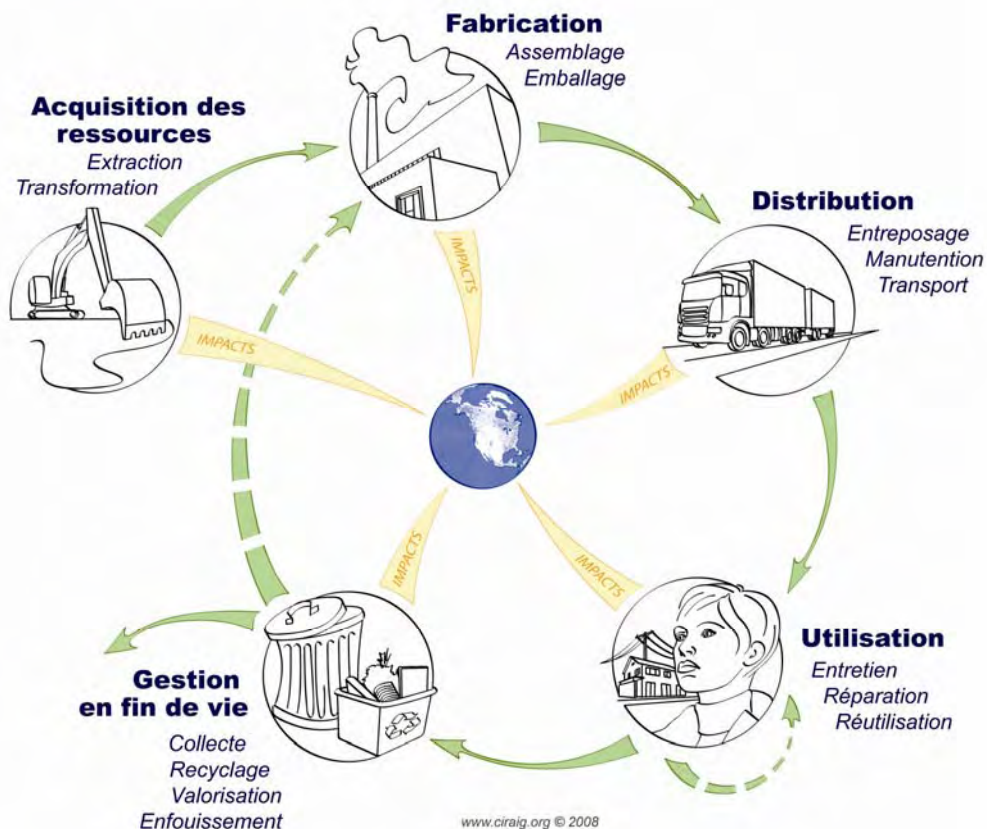 Fabrication
Assemblage
Emballage
Acquisition des
ressources
Extraction
Transformation
Distribution
Entreposage
Manutention
Transport
IMPACTS
IMPACTS
IMPACTS
IMPACTS
IMPACTS
Utilisation
Entretien
Réparation
Réutilisation
Gestion
en fin de vie
Collecte
Recyclage
Valorisation
Enfouissement
www.ciraig.org © 2008